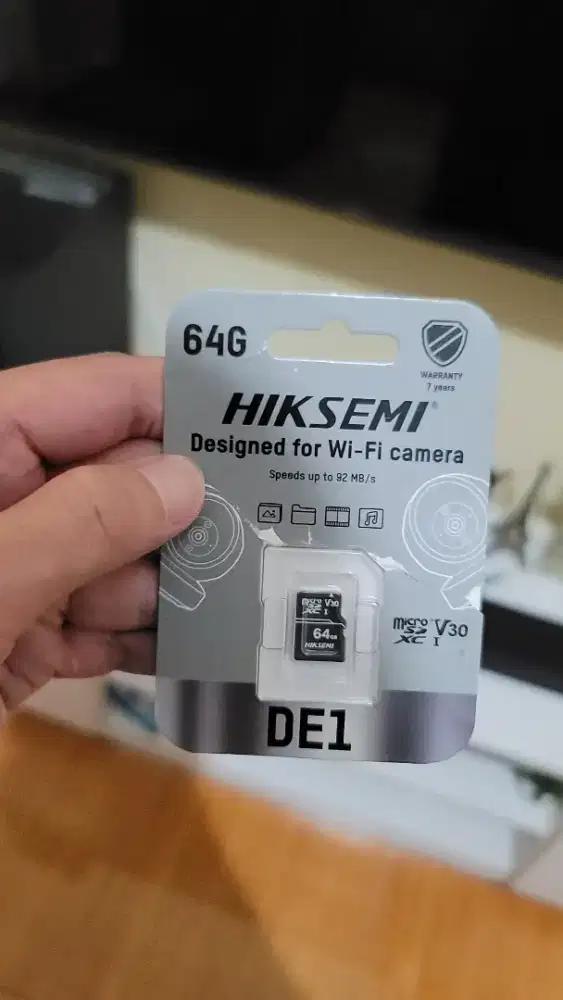 64G
WARRANTY
7 years
HIKSEMI®
Designed for Wi-Fi camera
Speeds up to 92 MB/s
micro SD XC I V30
64GB
HIKSEMI
micro SD XC I V30
DE1